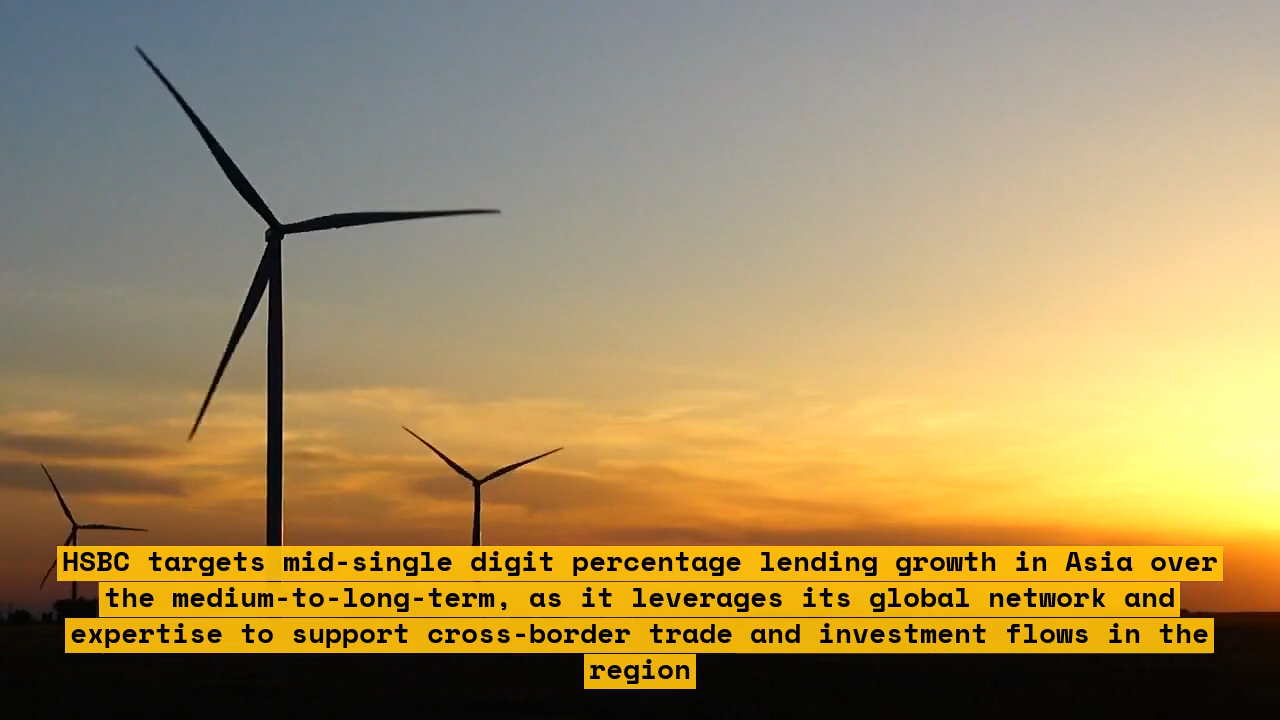 HSBC targets mid-single digit percentage lending growth in Asia over
the medium-to-long-term, as it leverages its global network and
expertise to support cross-border trade and investment flows in the
region